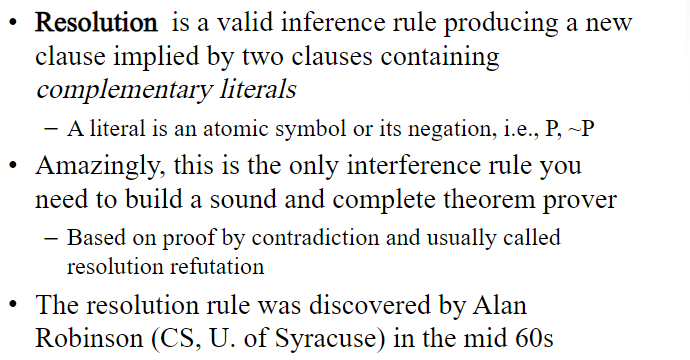 • Resolution is a valid inference rule producing a new
clause implied by two clauses containing
complementary literals
– A literal is an atomic symbol or its negation, i.e., P, ~P
• Amazingly, this is the only interference rule you
need to build a sound and complete theorem prover
– Based on proof by contradiction and usually called
resolution refutation
• The resolution rule was discovered by Alan
Robinson (CS, U. of Syracuse) in the mid 60s